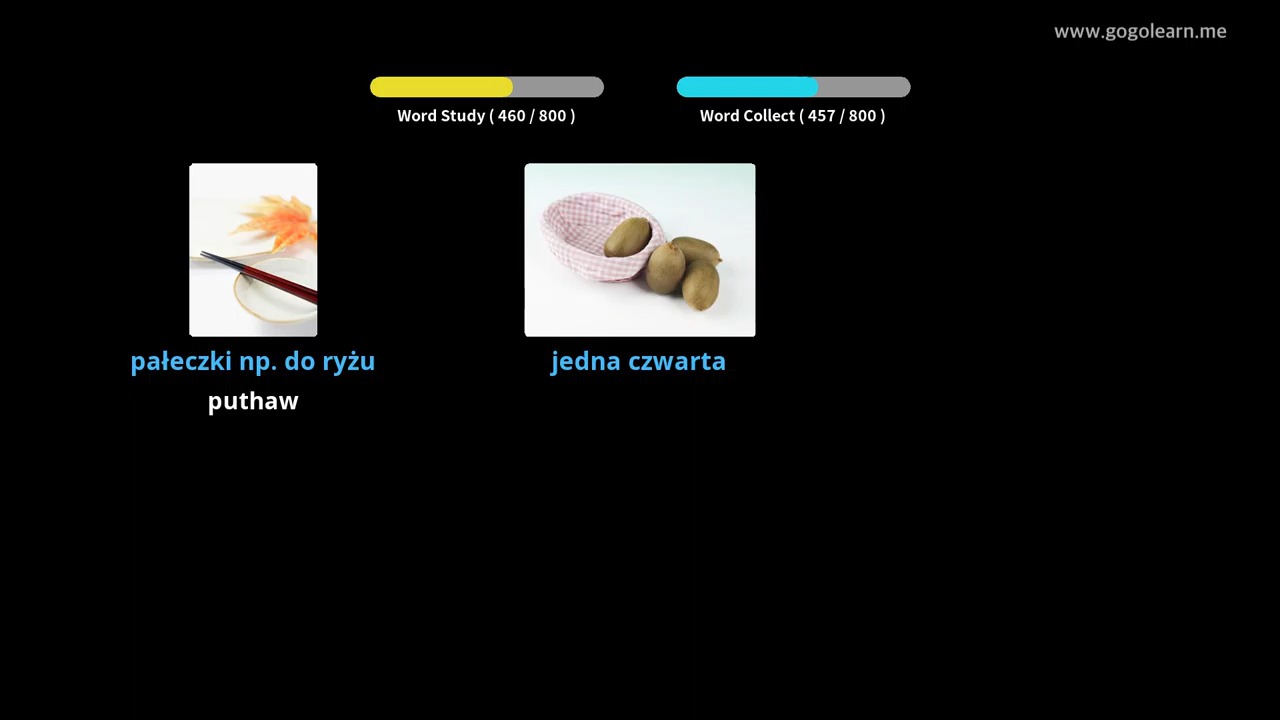 www.gogolearn.me
Word Study ( 460 / 800 )
Word Collect ( 457 / 800 )
pałeczki np. do ryżu
puthaw
jedna czwarta